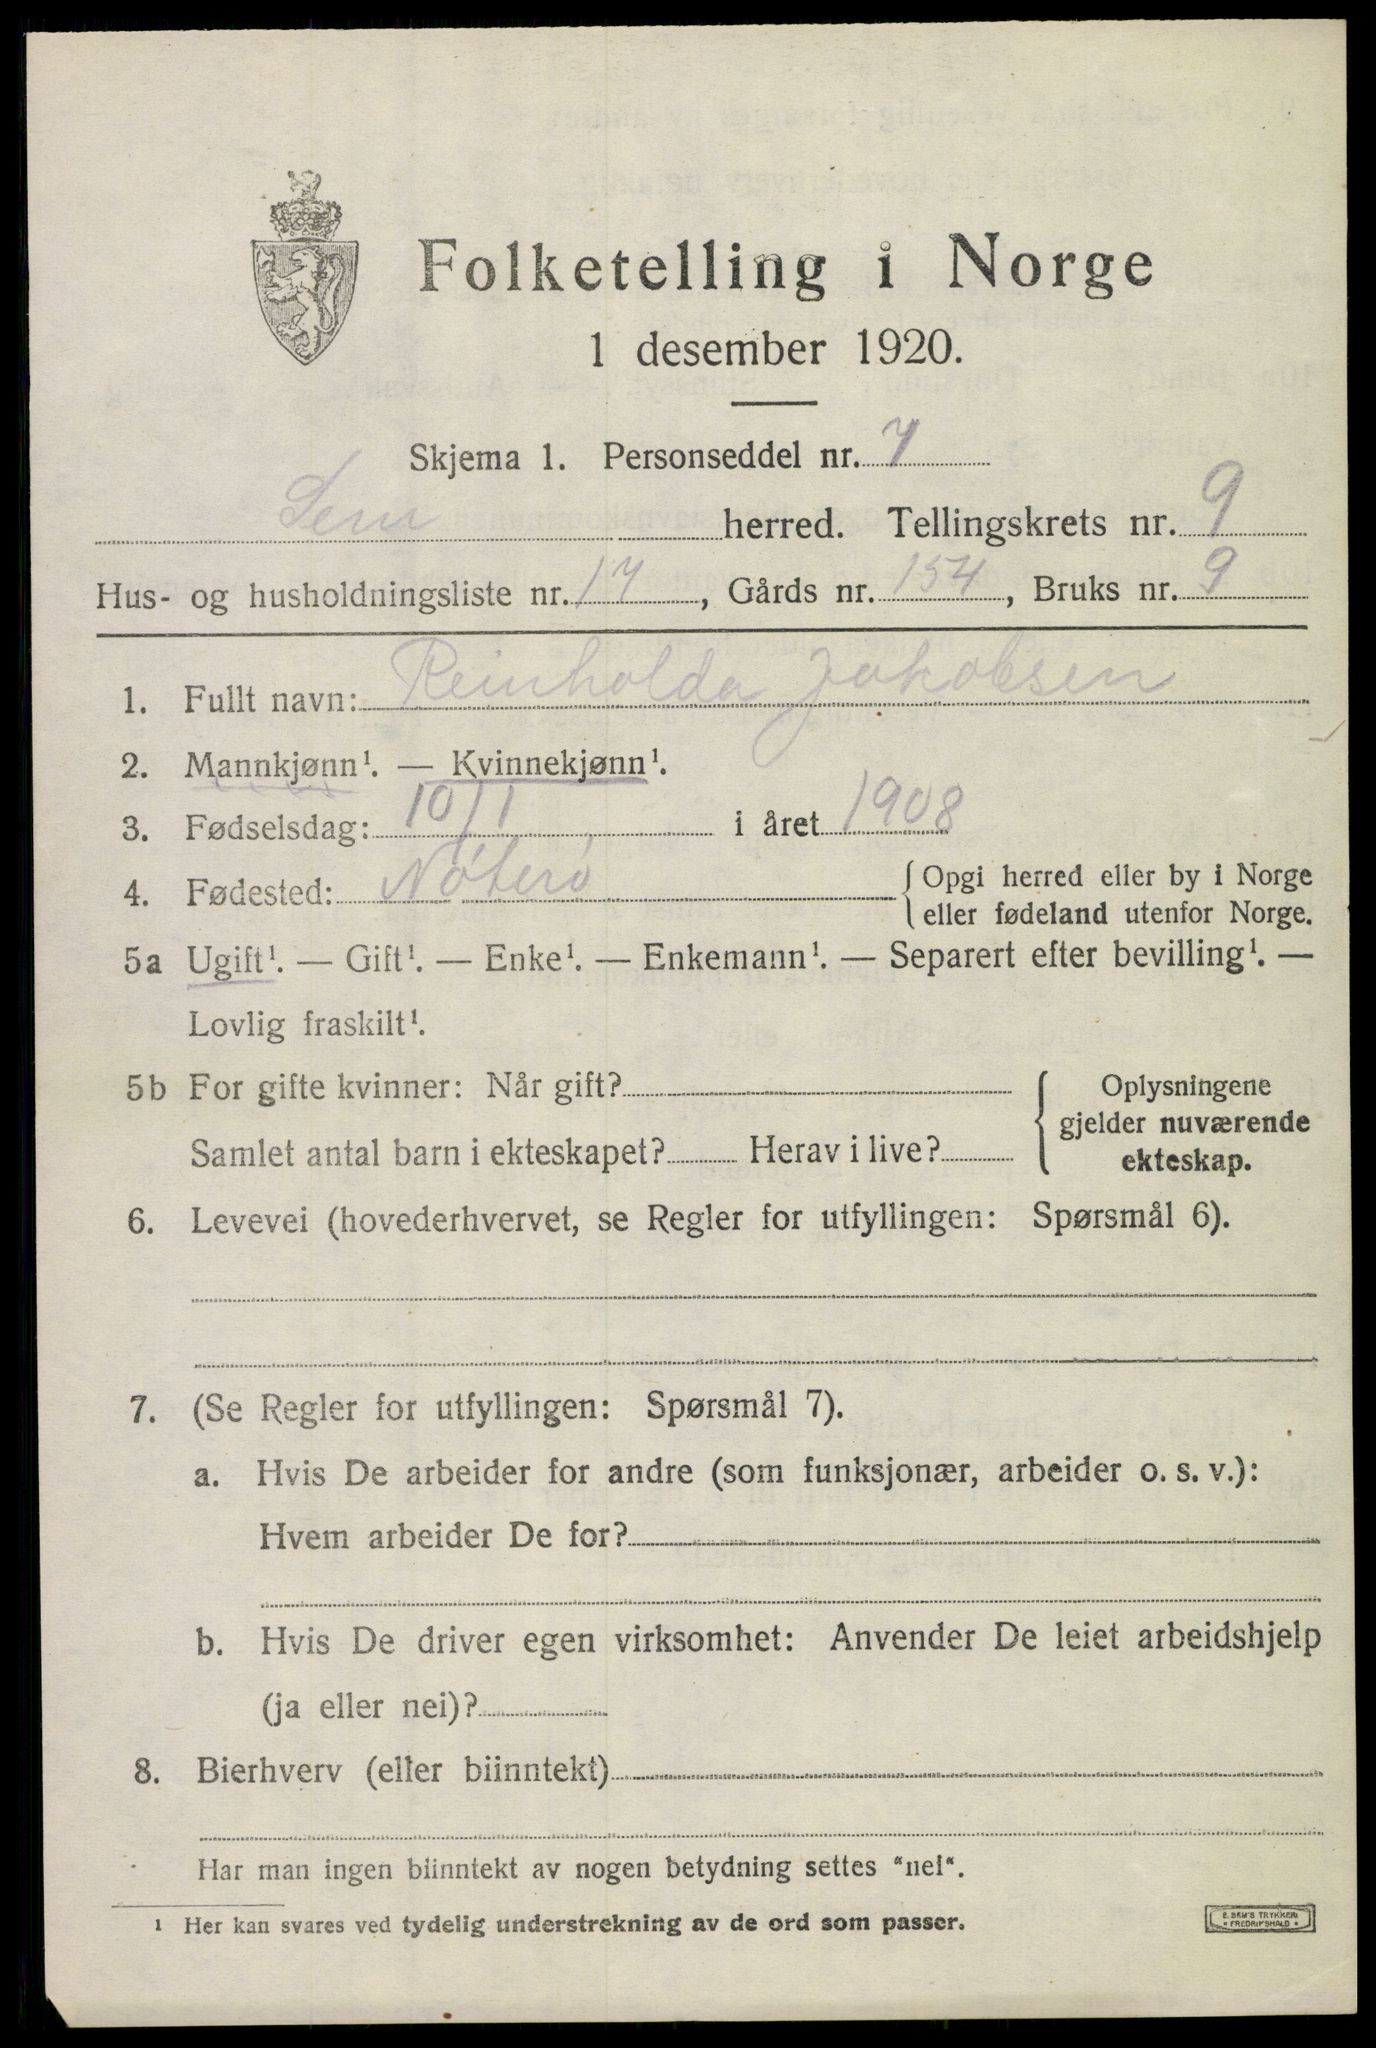 Folketelling i Norge
1 desember 1920.
Skjema 1. Personseddel nr. 7
Sem herred. Tellingskrets nr. 9
Hus- og husholdningsliste nr. 17, Gårds nr. 154, Bruks nr. 9
1. Fullt navn: Reinholda Jakobsen
2. Mannkjønn¹. — Kvinnekjønn¹.
3. Fødselsdag: 10/1 i året 1908
4. Fødested: Nøterø {Opgi herred eller by i Norge
eller fødeland utenfor Norge.
5a Ugift¹. — Gift¹. — Enke¹. — Enkemann¹. — Separert efter bevilling¹. —
Lovlig fraskilt¹.
5b For gifte kvinner: Når gift?
Samlet antal barn i ekteskapet? Herav i live?
{ Oplysningene
gjelder nuværende
ekteskap.
6. Levevei (hovederhvervet, se Regler for utfyllingen: Spørsmål 6).
7. (Se Regler for utfyllingen: Spørsmål 7).
a. Hvis De arbeider for andre (som funksjonær, arbeider o. s. v.):
Hvem arbeider De for?
b. Hvis De driver egen virksomhet: Anvender De leiet arbeidshjelp
(ja eller nei)?
8. Bierhverv (eller biinntekt)
Har man ingen biinntekt av nogen betydning settes "nei".
1 Her kan svares ved tydelig understrekning av de ord som passer.
E. SEM'S TRYKKERI
• FREDRIKSHALD •